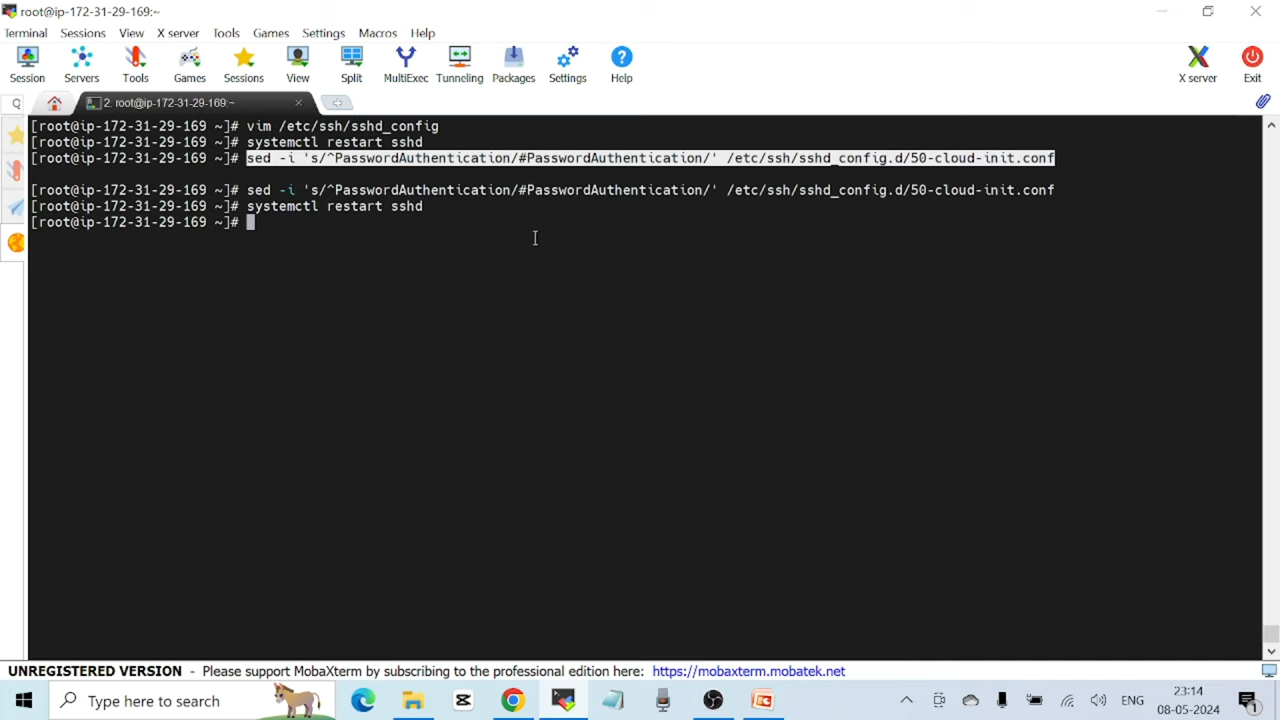 root@ip-172-31-29-169:~
Terminal Sessions View X server Tools Games Settings Macros Help
Session Servers Tools Games Sessions View Split MultiExec Tunneling Packages Settings Help X server Exit
2. root@ip-172-31-29-169:~
[root@ip-172-31-29-169 ~]# vim /etc/ssh/sshd_config
[root@ip-172-31-29-169 ~]# systemctl restart sshd
[root@ip-172-31-29-169 ~]# sed -i 's/^PasswordAuthentication/#PasswordAuthentication/' /etc/ssh/sshd_config.d/50-cloud-init.conf
[root@ip-172-31-29-169 ~]# sed -i 's/^PasswordAuthentication/#PasswordAuthentication/' /etc/ssh/sshd_config.d/50-cloud-init.conf
[root@ip-172-31-29-169 ~]# systemctl restart sshd
[root@ip-172-31-29-169 ~]#
UNREGISTERED VERSION - Please support MobaXterm by subscribing to the professional edition here: https://mobaxterm.mobatek.net
Type here to search
ENG
23:14
08-05-2024
1